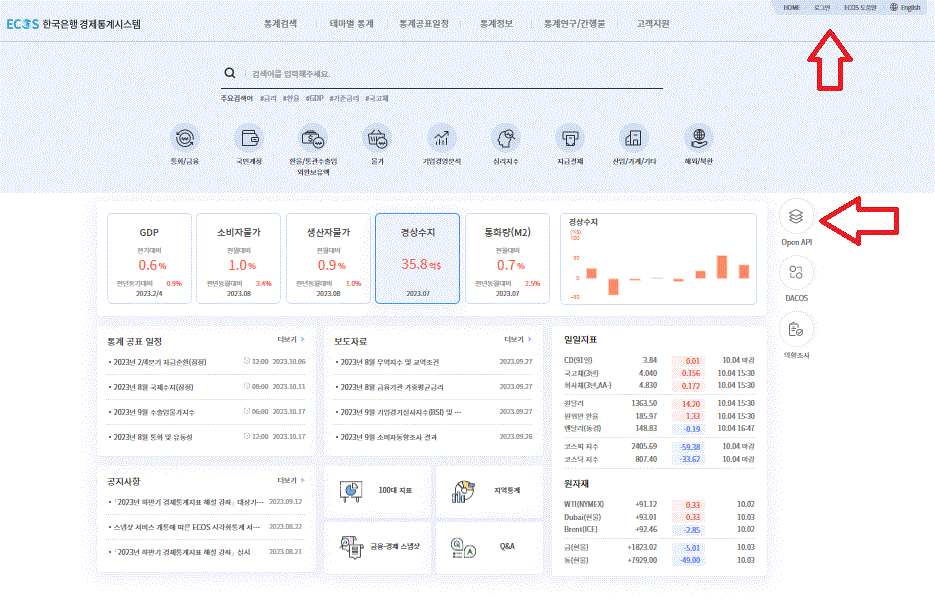 HOME 로그인 ECOS 도움말 English
ECOS 한국은행 경제통계시스템
통계검색 테마별 통계 통계공표일정 통계정보 통계연구/간행물 고객지원
검색어를 입력해주세요.
주요검색어 #금리 #환율 #GDP #기준금리 #국고채
통화/금융 국민계정 환율/통관수출입 물가 기업경영분석 심리지수 지급결제 산업/가계/기타 해외/북한
외환보유액
GDP
전기대비
0.6 %
전년동기대비 0.9%
2023.2/4
소비자물가
전월대비
1.0 %
전년동월대비 3.4%
2023.08
생산자물가
전월대비
0.9 %
전년동월대비 1.0%
2023.08
경상수지
35.8 억$
2023.07
통화량(M2)
전월대비
0.7 %
전년동월대비 2.5%
2023.07
경상수지
(억$)
100
50
0
-50
Open API
DACOS
의향조사
통계 공표 일정 더보기 >
• 2023년 2/4분기 자금순환(잠정) 12:00 2023.10.06
• 2023년 8월 국제수지(잠정) 08:00 2023.10.11
• 2023년 9월 수출입물가지수 06:00 2023.10.17
• 2023년 8월 통화 및 유동성 12:00 2023.10.17
보도자료 더보기 >
• 2023년 8월 무역지수 및 교역조건 2023.09.27
• 2023년 8월 금융기관 가중평균금리 2023.09.27
• 2023년 9월 기업경기실사지수(BSI) 및 ··· 2023.09.27
• 2023년 9월 소비자동향조사 결과 2023.09.26
일일지표
CD(91일) 3.84 0.01 10.04 마감
국고채(3년) 4.040 0.156 10.04 15:30
회사채(3년,AA-) 4.830 0.172 10.04 15:30
원달러 1363.50 14.20 10.04 15:30
원위안 환율 185.97 1.33 10.04 15:30
엔달러(동경) 148.83 -0.19 10.04 16:47
코스피 지수 2405.69 -59.38 10.04 마감
코스닥 지수 807.40 -33.62 10.04 마감
원자재
WTI(NYMEX) +91.12 0.33 10.02
Dubai(현물) +93.01 0.33 10.03
Brent(ICE) +92.46 -2.85 10.02
금(현물) +1823.02 -5.01 10.03
동(현물) +7929.00 -49.00 10.03
공지사항 더보기 >
• 「2023년 하반기 경제통계지표 해설 강좌」 대상기··· 2023.09.12
• 스냅샷 서비스 개통에 따른 ECOS 시각화통계 서··· 2023.08.22
• 「2023년 하반기 경제통계지표 해설 강좌」 실시 2023.08.21
100대 지표
지역통계
금융·경제 스냅샷
Q&A